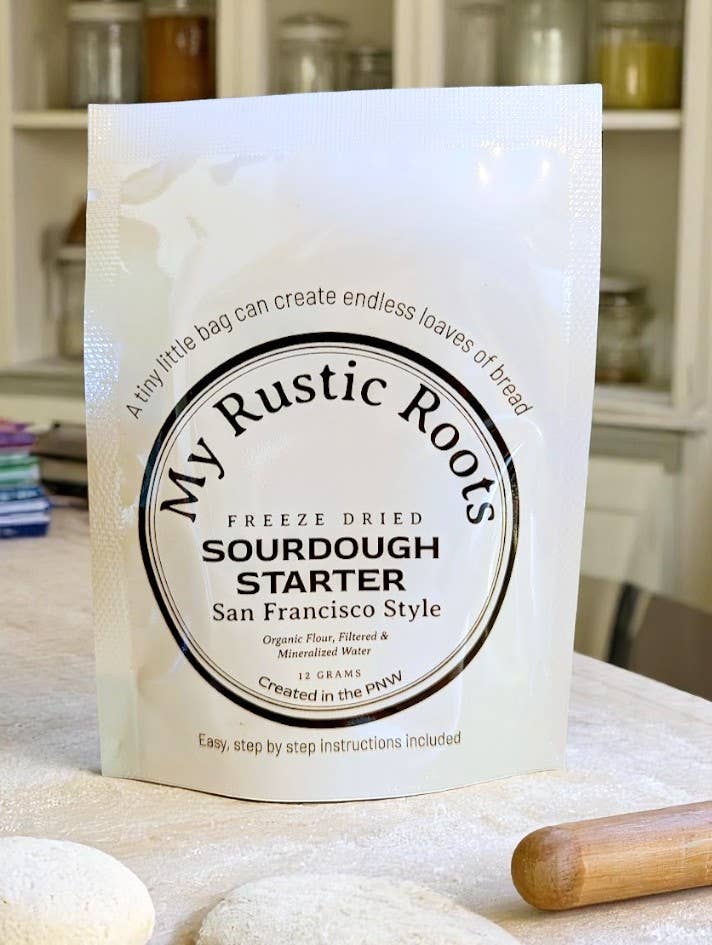 A tiny little bag can create endless loaves of bread
My Rustic Roots
FREEZE DRIED
SOURDOUGH
STARTER
San Francisco Style
Organic Flour, Filtered &
Mineralized Water
12 GRAMS
Created in the PNW
Easy, step by step instructions included